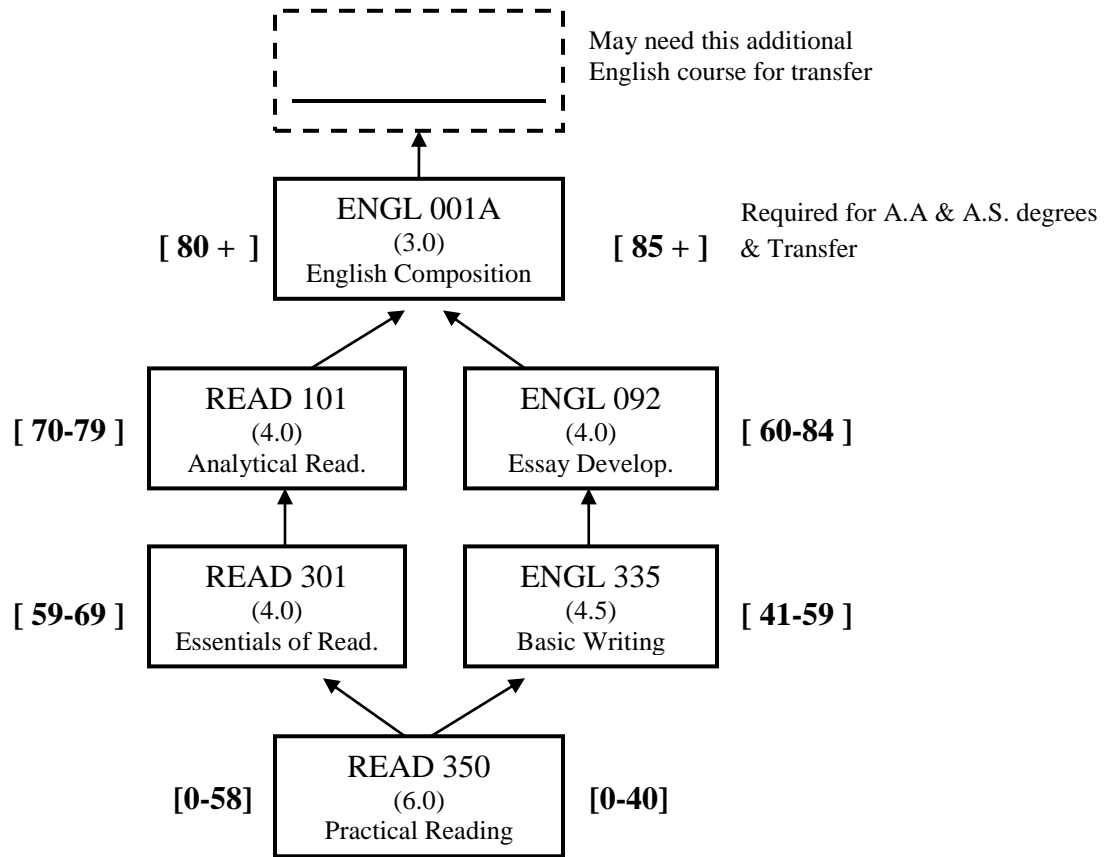 May need this additional
English course for transfer
ENGL 001A
(3.0)
English Composition
[ 80 + ]
[ 85 + ]
Required for A.A & A.S. degrees
& Transfer
READ 101
(4.0)
Analytical Read.
[ 70-79 ]
ENGL 092
(4.0)
Essay Develop.
[ 60-84 ]
READ 301
(4.0)
Essentials of Read.
[ 59-69 ]
ENGL 335
(4.5)
Basic Writing
[ 41-59 ]
READ 350
(6.0)
Practical Reading
[0-58]
[0-40]